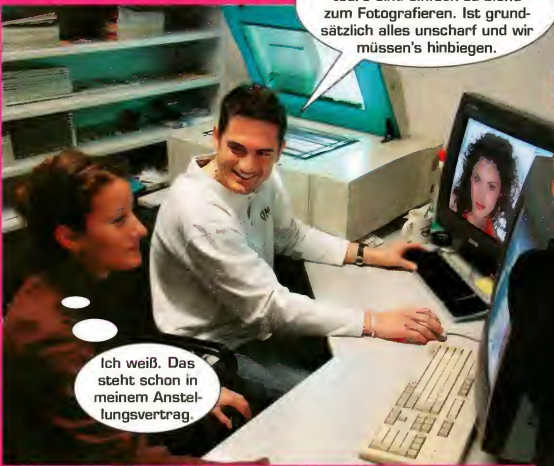 zum Fotografieren. Ist grund-
sätzlich alles unscharf und wir
müssen's hinbiegen.
Ich weiß. Das
steht schon in
meinem Anstel-
lungsvertrag.